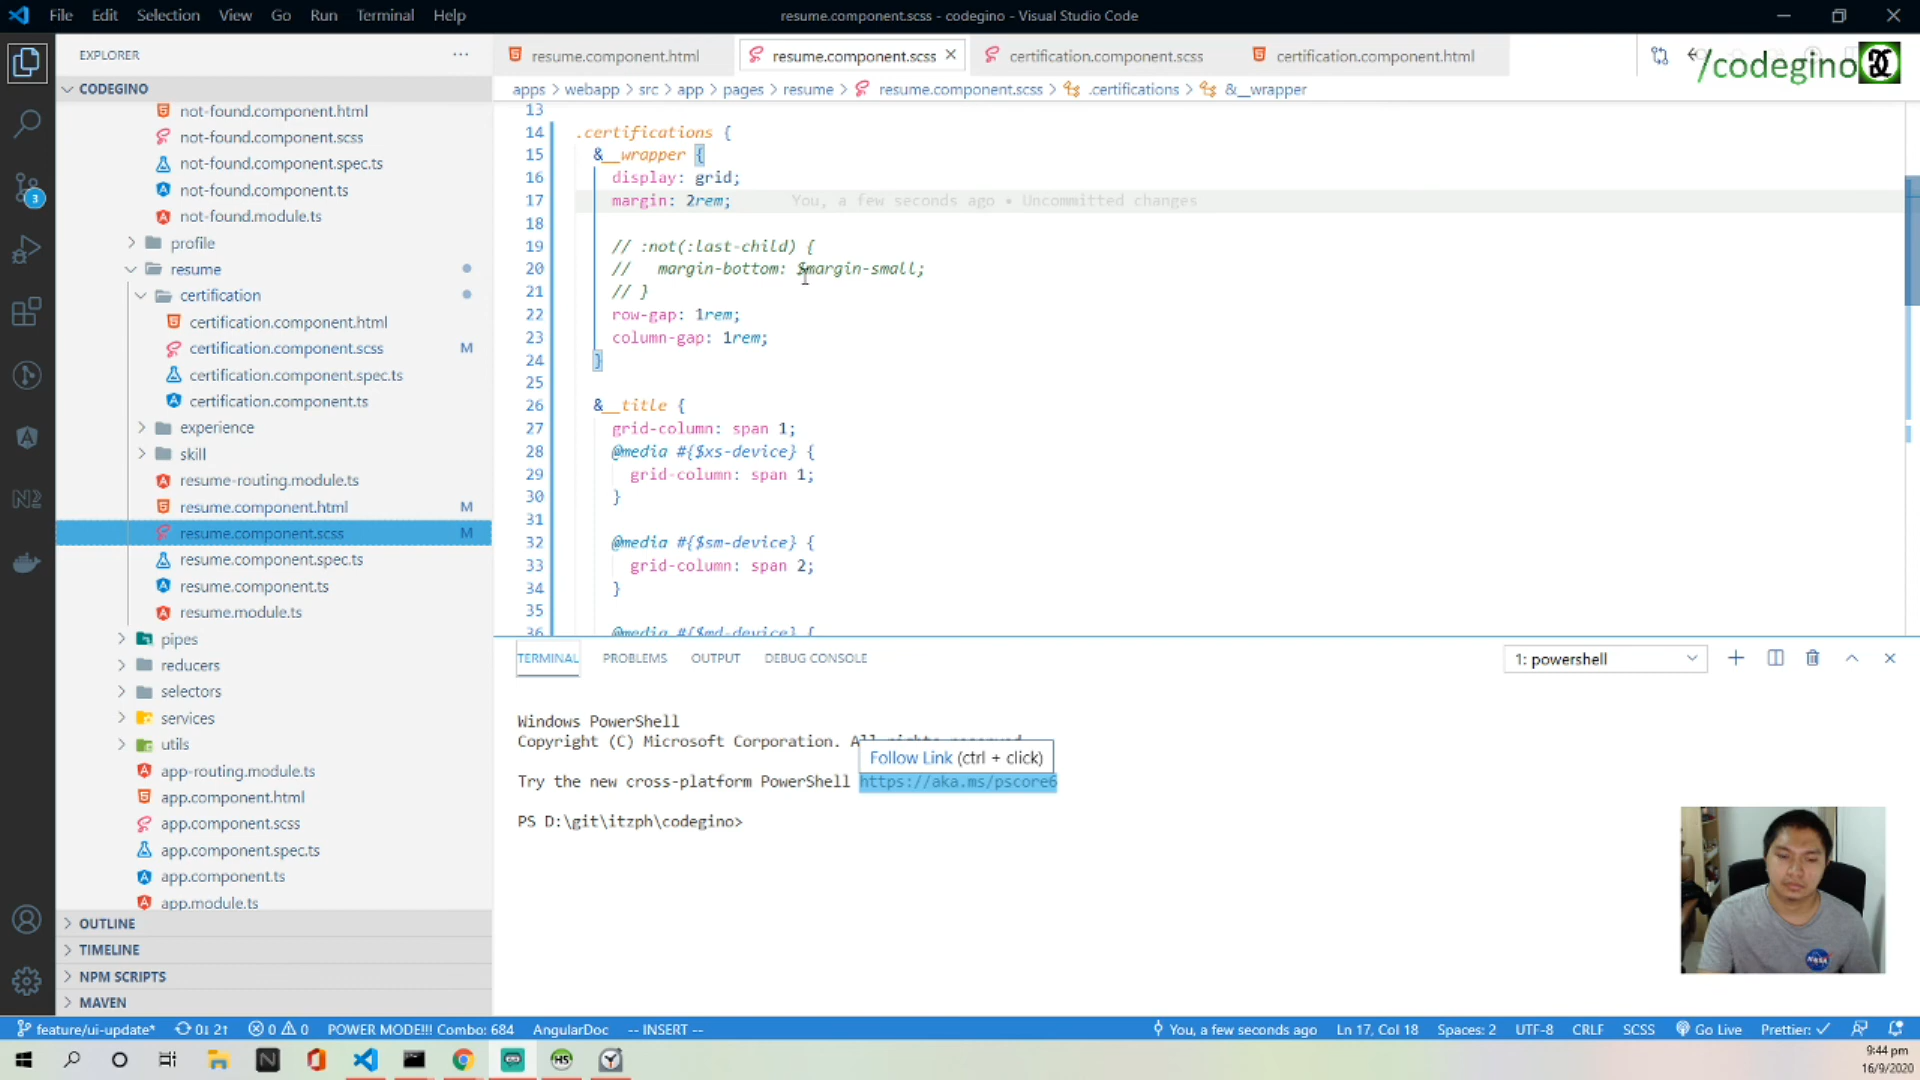 File Edit Selection View Go Run Terminal Help
resume.component.scss - codegino - Visual Studio Code
EXPLORER
CODEGINO
not-found.component.html
not-found.component.scss
not-found.component.spec.ts
not-found.component.ts
not-found.module.ts
profile
resume
certification
certification.component.html
certification.component.scss M
certification.component.spec.ts
certification.component.ts
experience
skill
resume-routing.module.ts
resume.component.html M
resume.component.scss M
resume.component.spec.ts
resume.component.ts
resume.module.ts
pipes
reducers
selectors
services
utils
app-routing.module.ts
app.component.html
app.component.scss
app.component.spec.ts
app.component.ts
app.module.ts
OUTLINE
TIMELINE
NPM SCRIPTS
MAVEN
3
resume.component.html resume.component.scss certification.component.scss certification.component.html
/codegino
apps > webapp > src > app > pages > resume > resume.component.scss > .certifications > &__wrapper
13
14 .certifications {
15 &__wrapper {
16 display: grid;
17 margin: 2rem; You, a few seconds ago • Uncommitted changes
18
19 // :not(:last-child) {
20 //   margin-bottom: $margin-small;
21 // }
22 row-gap: 1rem;
23 column-gap: 1rem;
24 }
25
26 &__title {
27 grid-column: span 1;
28 @media #{$xs-device} {
29 grid-column: span 1;
30 }
31
32 @media #{$sm-device} {
33 grid-column: span 2;
34 }
35
36 @media #{$md-device} {
TERMINAL PROBLEMS OUTPUT DEBUG CONSOLE
1: powershell
Windows PowerShell
Copyright (C) Microsoft Corporation. All rights reserved.
Follow Link (ctrl + click)
Try the new cross-platform PowerShell https://aka.ms/pscore6
PS D:\git\itzph\codegino>
NASA
feature/ui-update* 0↓ 2↑ 0 0 POWER MODE!!! Combo: 684 AngularDoc -- INSERT --
You, a few seconds ago Ln 17, Col 18 Spaces: 2 UTF-8 CRLF SCSS Go Live Prettier: ✓
9:44 pm
16/9/2020